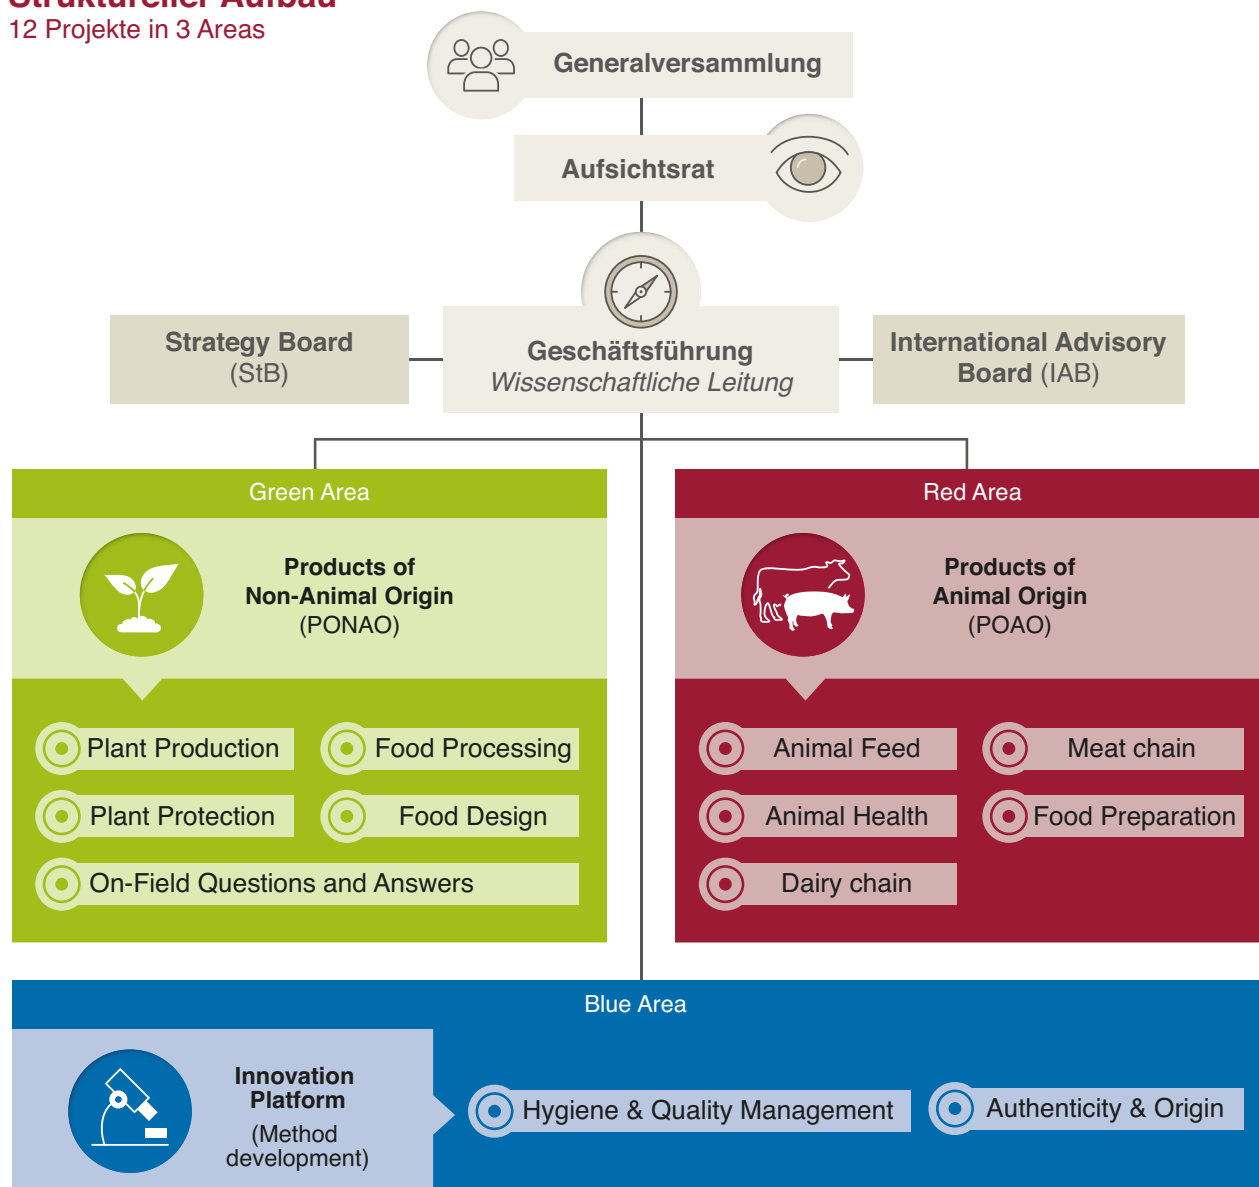 Struktureller Aufbau
12 Projekte in 3 Areas
Generalversammlung
Aufsichtsrat
Strategy Board
(StB)
Geschäftsführung
Wissenschaftliche Leitung
International Advisory
Board (IAB)
Green Area
Products of
Non-Animal Origin
(PONAO)
Plant Production
Food Processing
Plant Protection
Food Design
On-Field Questions and Answers
Red Area
Products of
Animal Origin
(POAO)
Animal Feed
Meat chain
Animal Health
Food Preparation
Dairy chain
Blue Area
Innovation
Platform
(Method
development)
Hygiene & Quality Management
Authenticity & Origin